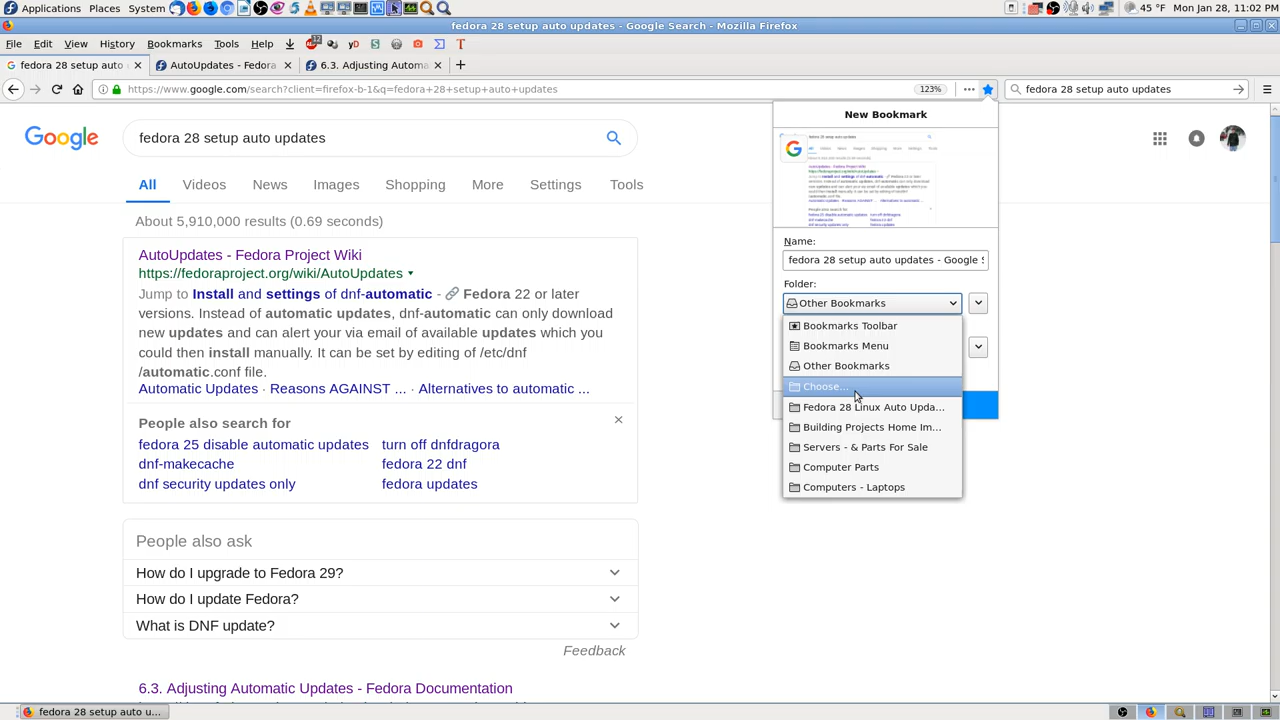 Applications Places System 45 °F Mon Jan 28, 11:02 PM
fedora 28 setup auto updates - Google Search - Mozilla Firefox
File Edit View History Bookmarks Tools Help 12 yD S Σ T
fedora 28 setup auto AutoUpdates - Fedora 6.3. Adjusting Automa
https://www.google.com/search?client=firefox-b-1&q=fedora+28+setup+auto+updates 123% fedora 28 setup auto updates
New Bookmark
Google fedora 28 setup auto updates
All News Images More
About 5,910,000 results
AutoUpdates - Fedora Project Wiki
https://fedoraproject.org/wiki/AutoUpdates
Jump to Install and settings of dnf-automatic - Fedora 22 or later
versions. Instead of automatic updates, dnf-automatic can only download
new updates and can alert your via email of available updates which you
could then install manually. It can be set by editing of /etc/dnf
/automatic.conf file.
Automatic Updates · Reasons AGAINST ... · Alternatives to automatic ...
People also search for
fedora 25 disable automatic updates turn off dnfdragora
dnf-makecache fedora 22 dnf
dnf security updates only fedora updates
People also ask
How do I upgrade to Fedora 29?
How do I update Fedora?
What is DNF update?
Feedback
6.3. Adjusting Automatic Updates - Fedora Documentation
Name:
fedora 28 setup auto updates - Google S
Folder:
Other Bookmarks
Bookmarks Toolbar
Bookmarks Menu
Other Bookmarks
Choose...
Fedora 28 Linux Auto Upda...
Building Projects Home Im...
Servers - & Parts For Sale
Computer Parts
Computers - Laptops
fedora 28 setup auto u...